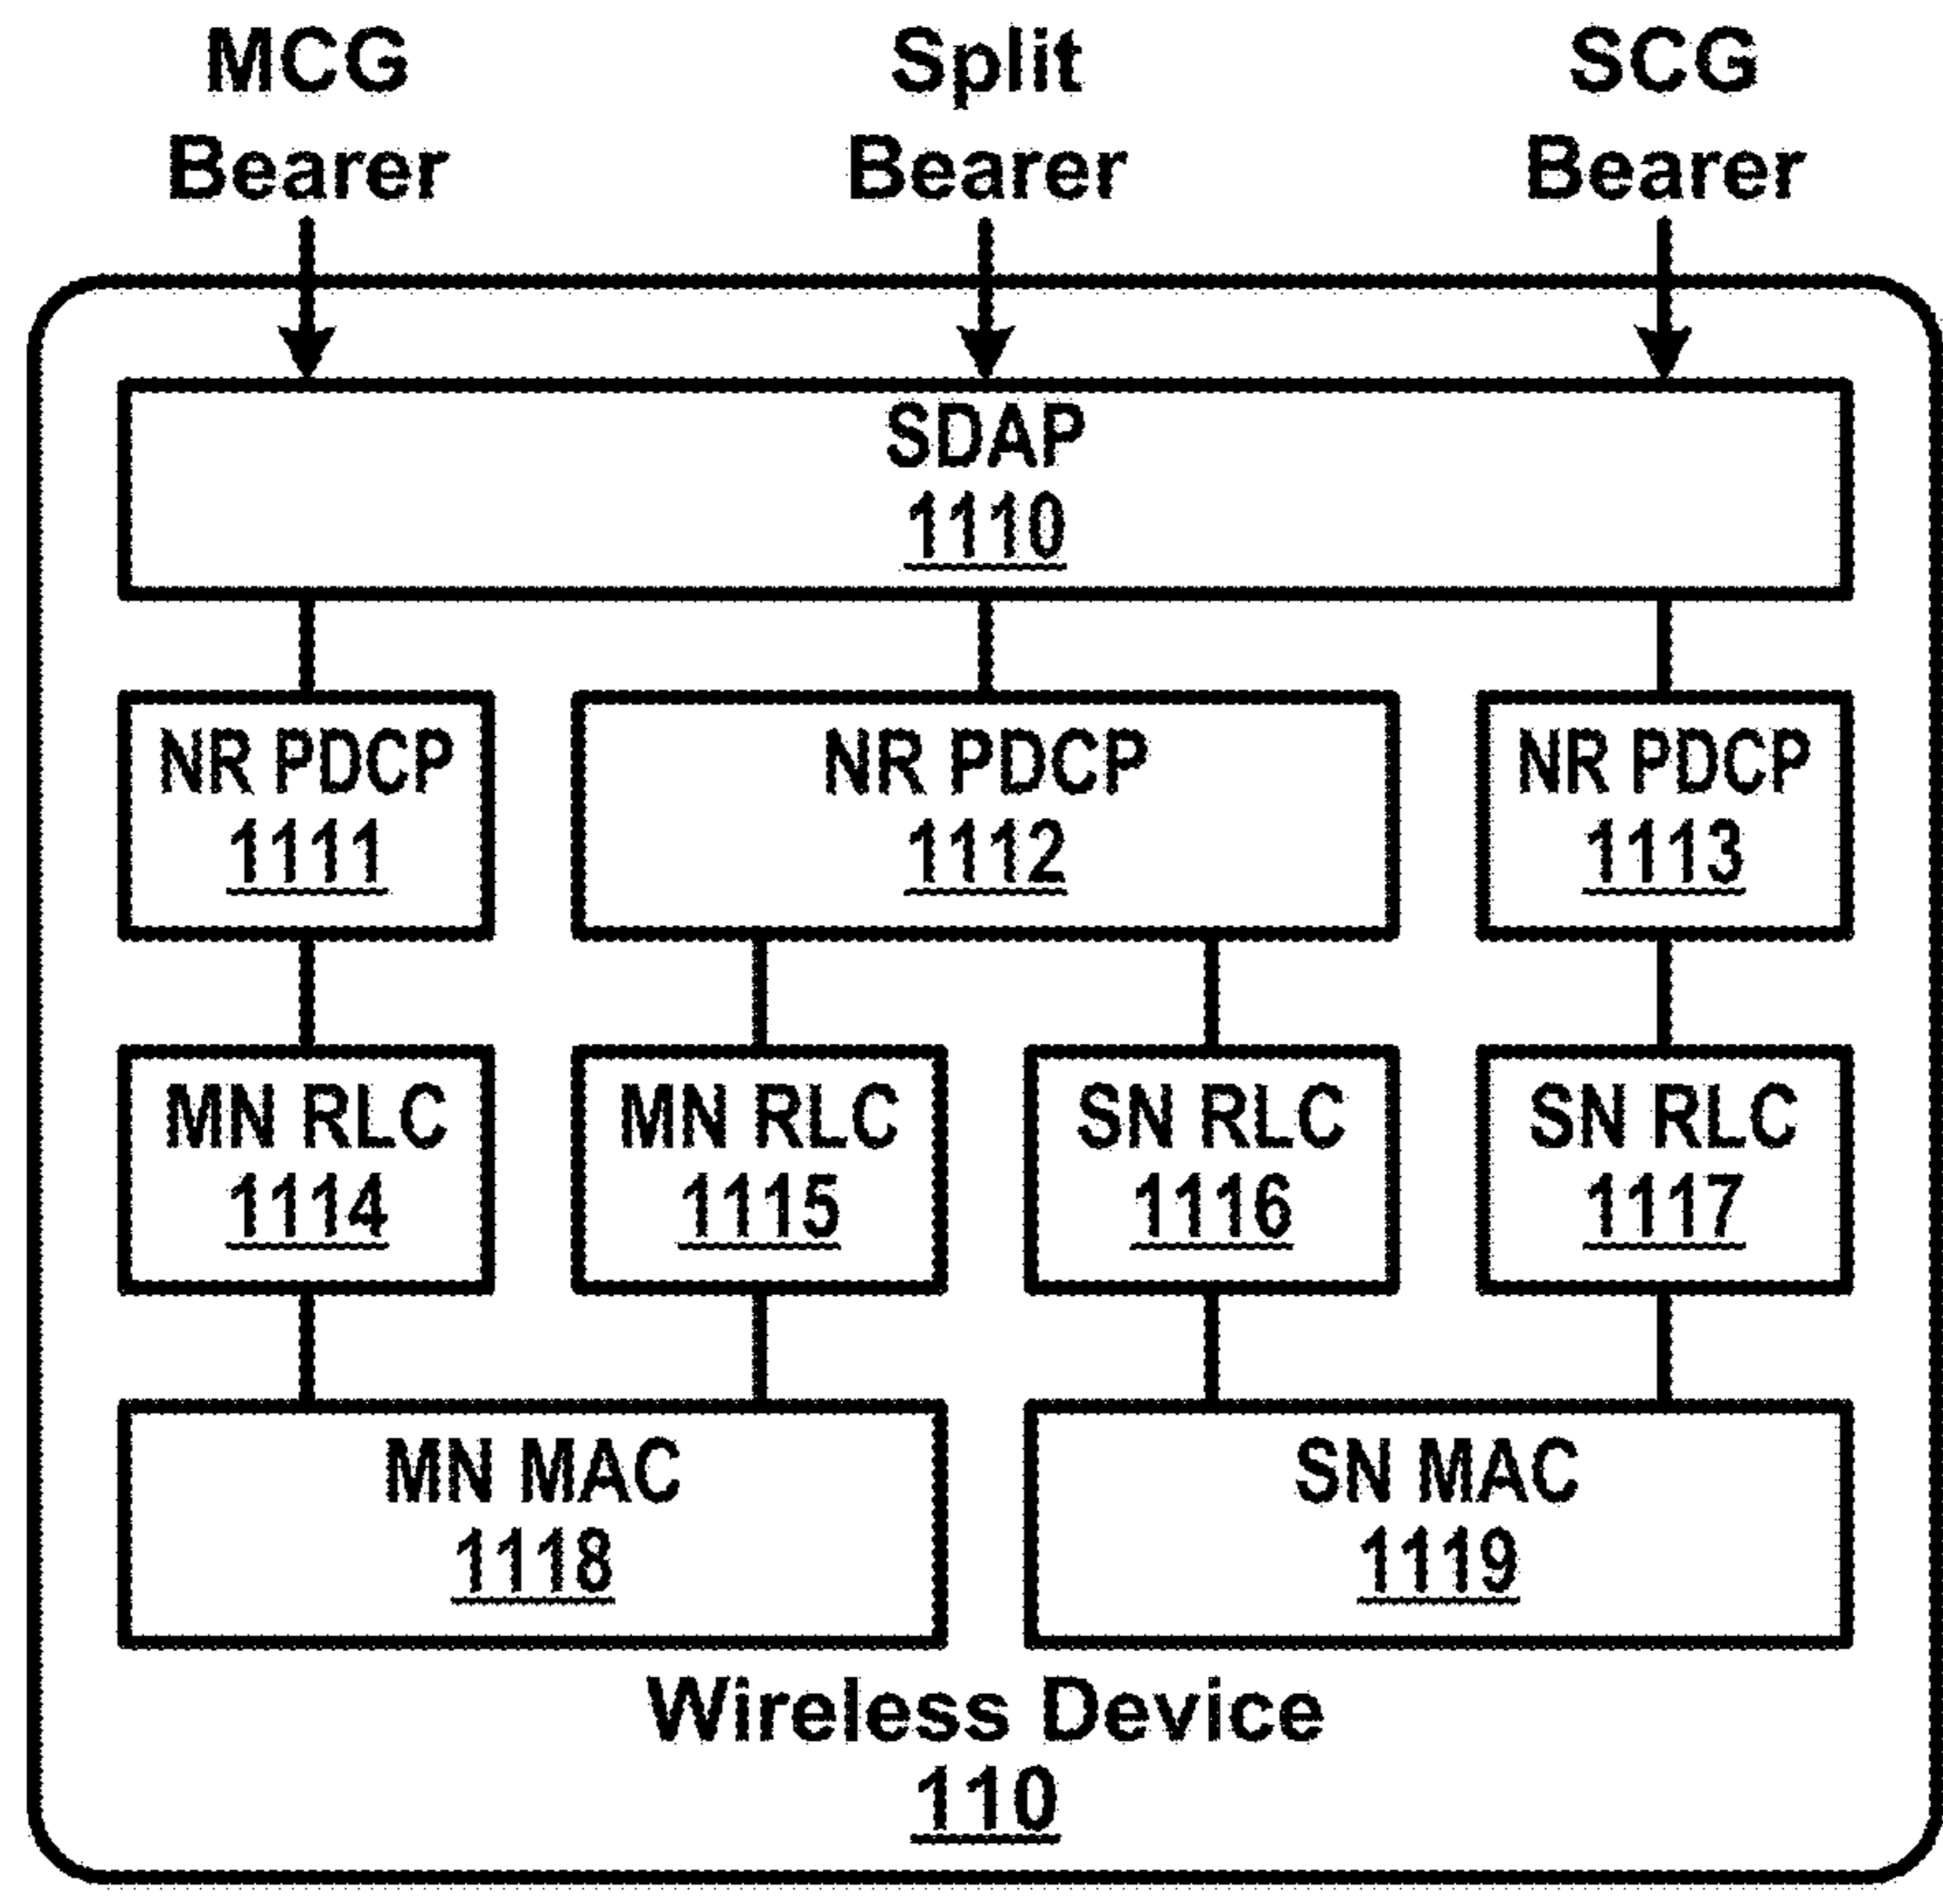 MCG Bearer
Split Bearer
SCG Bearer
SDAP
1110
NR PDCP
1111
NR PDCP
1112
NR PDCP
1113
MN RLC
1114
MN RLC
1115
SN RLC
1116
SN RLC
1117
MN MAC
1118
SN MAC
1119
Wireless Device
110